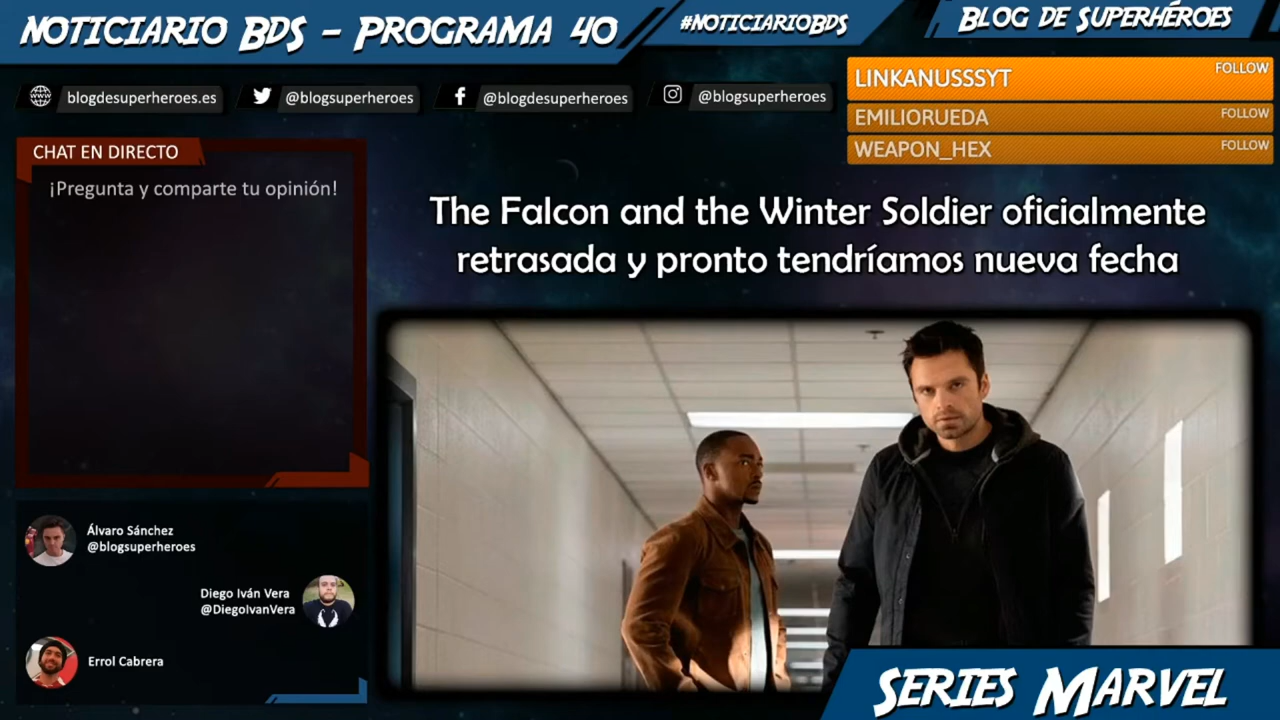 NOTICIARIO BDS - PROGRAMA 40
#NOTICIARIOBDS
BLOG DE SUPERHÉROES
blogdesuperheroes.es
@blogsuperheroes
@blogdesuperheroes
@blogsuperheroes
LINKANUSSSYT
FOLLOW
EMILIORUEDA
FOLLOW
WEAPON_HEX
FOLLOW
CHAT EN DIRECTO
¡Pregunta y comparte tu opinión!
The Falcon and the Winter Soldier oficialmente
retrasada y pronto tendríamos nueva fecha
Álvaro Sánchez
@blogsuperheroes
Diego Iván Vera
@DiegoIvanVera
Errol Cabrera
SERIES MARVEL